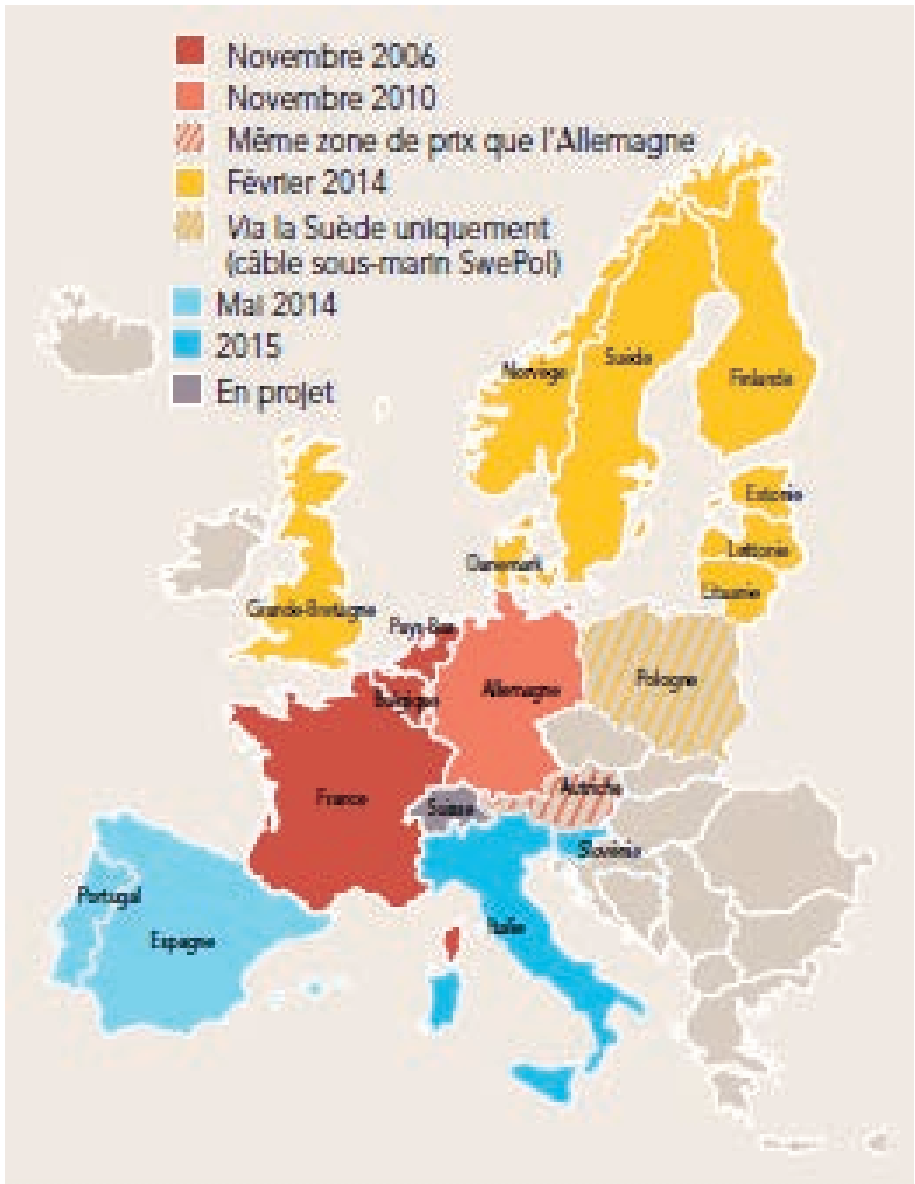 Novembre 2006
Novembre 2010
Même zone de prix que l'Allemagne
Février 2014
Via la Suède uniquement
(câble sous-marin SwePol)
Mai 2014
2015
En projet
Norvège
Suède
Finlande
Estonie
Lettonie
Lituanie
Danemark
Grande-Bretagne
Pays-Bas
Belgique
Allemagne
Pologne
France
Suisse
Autriche
Slovénie
Portugal
Espagne
Italie